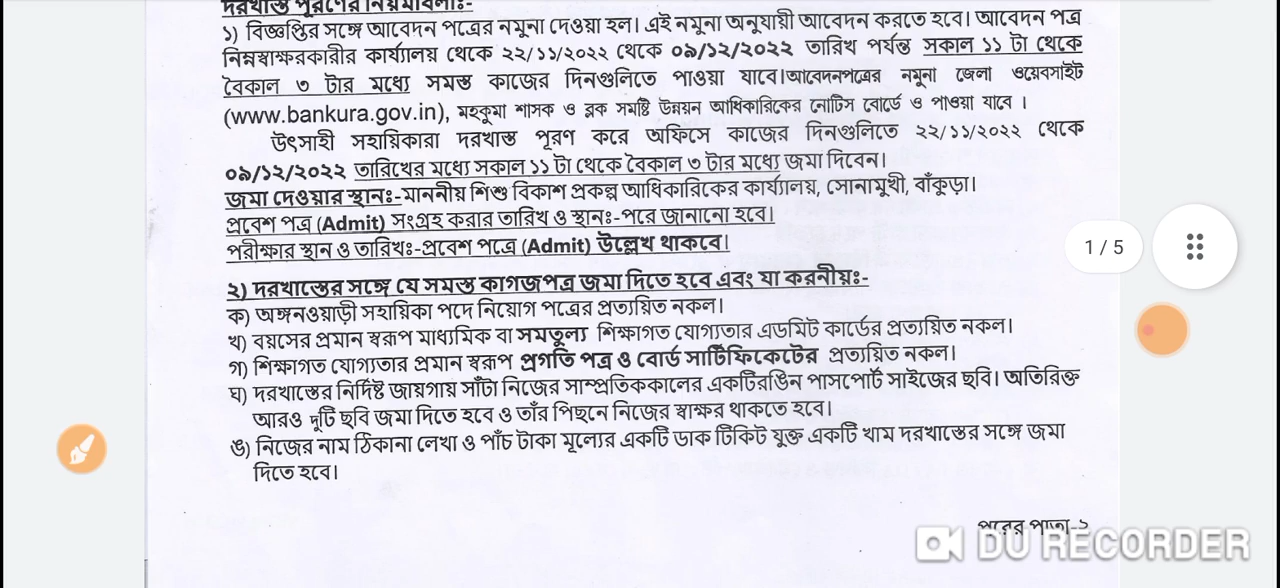 দরখাস্ত পূরণের নিয়মাবলীঃ-
১) বিজ্ঞপ্তির সঙ্গে আবেদন পত্রের নমুনা দেওয়া হল। এই নমুনা অনুযায়ী আবেদন করতে হবে। আবেদন পত্র
নিম্নস্বাক্ষরকারীর কার্য্যালয় থেকে ২২/১১/২০২২ থেকে ০৯/১২/২০২২ তারিখ পর্যন্ত সকাল ১১ টা থেকে
বৈকাল ৩ টার মধ্যে সমস্ত কাজের দিনগুলিতে পাওয়া যাবে।আবেদনপত্রের নমুনা জেলা ওয়েবসাইট
(www.bankura.gov.in), মহকুমা শাসক ও ব্লক সমষ্টি উন্নয়ন আধিকারিকের নোটিস বোর্ডে ও পাওয়া যাবে ।
উৎসাহী সহায়িকারা দরখাস্ত পূরণ করে অফিসে কাজের দিনগুলিতে ২২/১১/২০২২ থেকে
০৯/১২/২০২২ তারিখের মধ্যে সকাল ১১ টা থেকে বৈকাল ৩ টার মধ্যে জমা দিবেন।
জমা দেওয়ার স্থানঃ-মাননীয় শিশু বিকাশ প্রকল্প আধিকারিকের কার্য্যালয়, সোনামুখী, বাঁকুড়া।
প্রবেশ পত্র (Admit) সংগ্রহ করার তারিখ ও স্থানঃ-পরে জানানো হবে।
পরীক্ষার স্থান ও তারিখঃ-প্রবেশ পত্রে (Admit) উল্লেখ থাকবে।
1 / 5
২) দরখাস্তের সঙ্গে যে সমস্ত কাগজপত্র জমা দিতে হবে এবং যা করনীয়ঃ-
ক) অঙ্গনওয়াড়ী সহায়িকা পদে নিয়োগ পত্রের প্রত্যয়িত নকল।
খ) বয়সের প্রমান স্বরূপ মাধ্যমিক বা সমতুল্য শিক্ষাগত যোগ্যতার এডমিট কার্ডের প্রত্যয়িত নকল।
গ) শিক্ষাগত যোগ্যতার প্রমান স্বরূপ প্রগতি পত্র ও বোর্ড সার্টিফিকেটের প্রত্যয়িত নকল।
ঘ) দরখাস্তের নির্দিষ্ট জায়গায় সাঁটা নিজের সাম্প্রতিককালের একটিরঙিন পাসপোর্ট সাইজের ছবি। অতিরিক্ত
আরও দুটি ছবি জমা দিতে হবে ও তাঁর পিছনে নিজের স্বাক্ষর থাকতে হবে।
ঙ) নিজের নাম ঠিকানা লেখা ও পাঁচ টাকা মূল্যের একটি ডাক টিকিট যুক্ত একটি খাম দরখাস্তের সঙ্গে জমা
দিতে হবে।
পরের পাতা-২
DU RECORDER